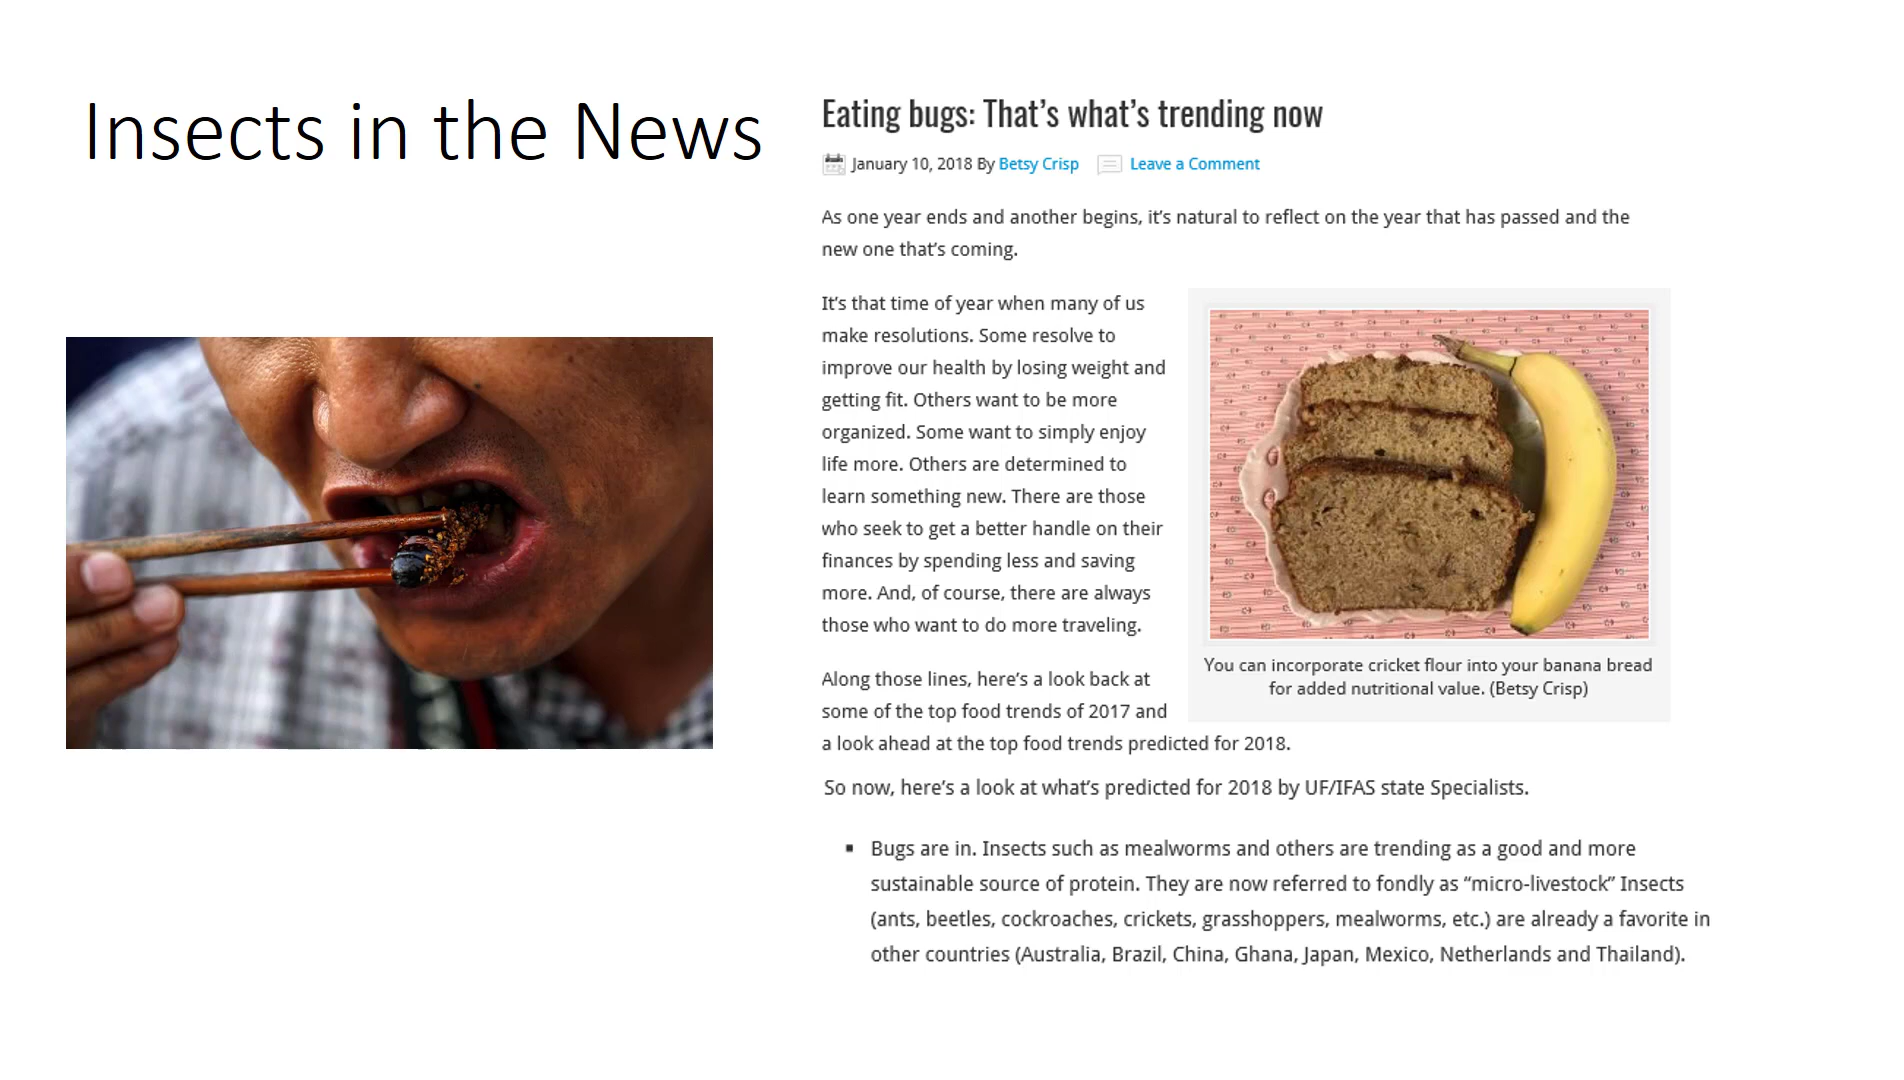 Insects in the News
Eating bugs: That’s what’s trending now
January 10, 2018 By Betsy Crisp Leave a Comment
As one year ends and another begins, it’s natural to reflect on the year that has passed and the
new one that’s coming.
It’s that time of year when many of us
make resolutions. Some resolve to
improve our health by losing weight and
getting fit. Others want to be more
organized. Some want to simply enjoy
life more. Others are determined to
learn something new. There are those
who seek to get a better handle on their
finances by spending less and saving
more. And, of course, there are always
those who want to do more traveling.
You can incorporate cricket flour into your banana bread
for added nutritional value. (Betsy Crisp)
Along those lines, here’s a look back at
some of the top food trends of 2017 and
a look ahead at the top food trends predicted for 2018.
So now, here’s a look at what’s predicted for 2018 by UF/IFAS state Specialists.
▪ Bugs are in. Insects such as mealworms and others are trending as a good and more
sustainable source of protein. They are now referred to fondly as “micro-livestock” Insects
(ants, beetles, cockroaches, crickets, grasshoppers, mealworms, etc.) are already a favorite in
other countries (Australia, Brazil, China, Ghana, Japan, Mexico, Netherlands and Thailand).